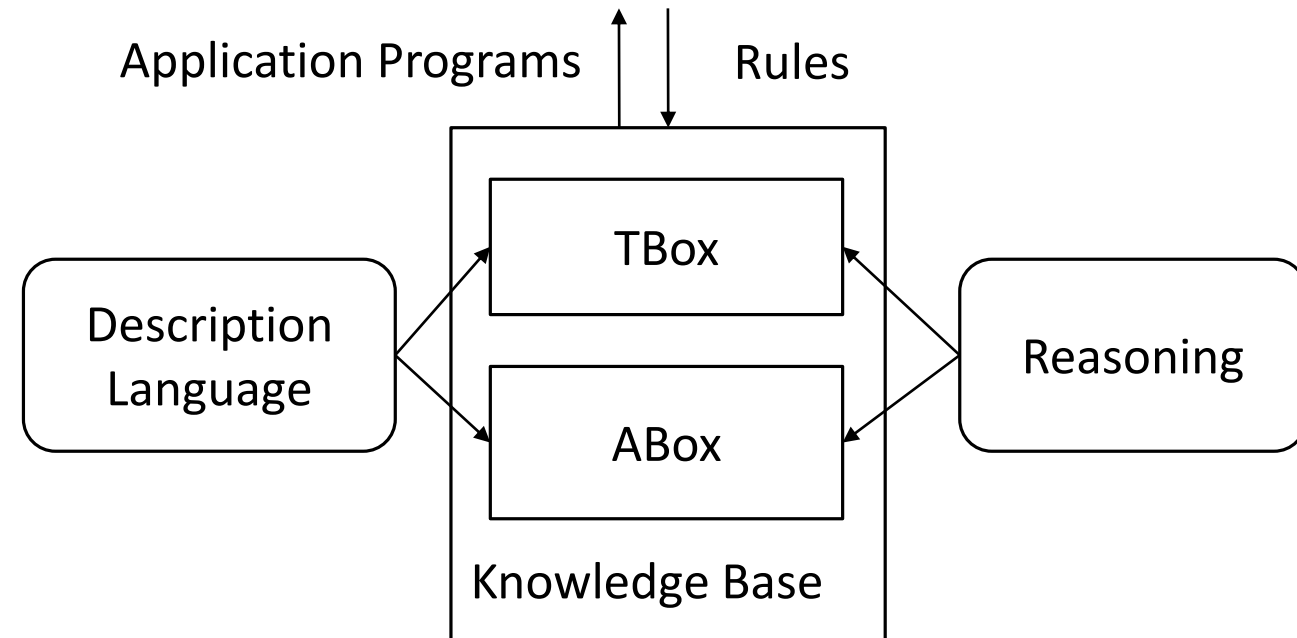 Application Programs
Rules
TBox
Description
Language
Reasoning
ABox
Knowledge Base